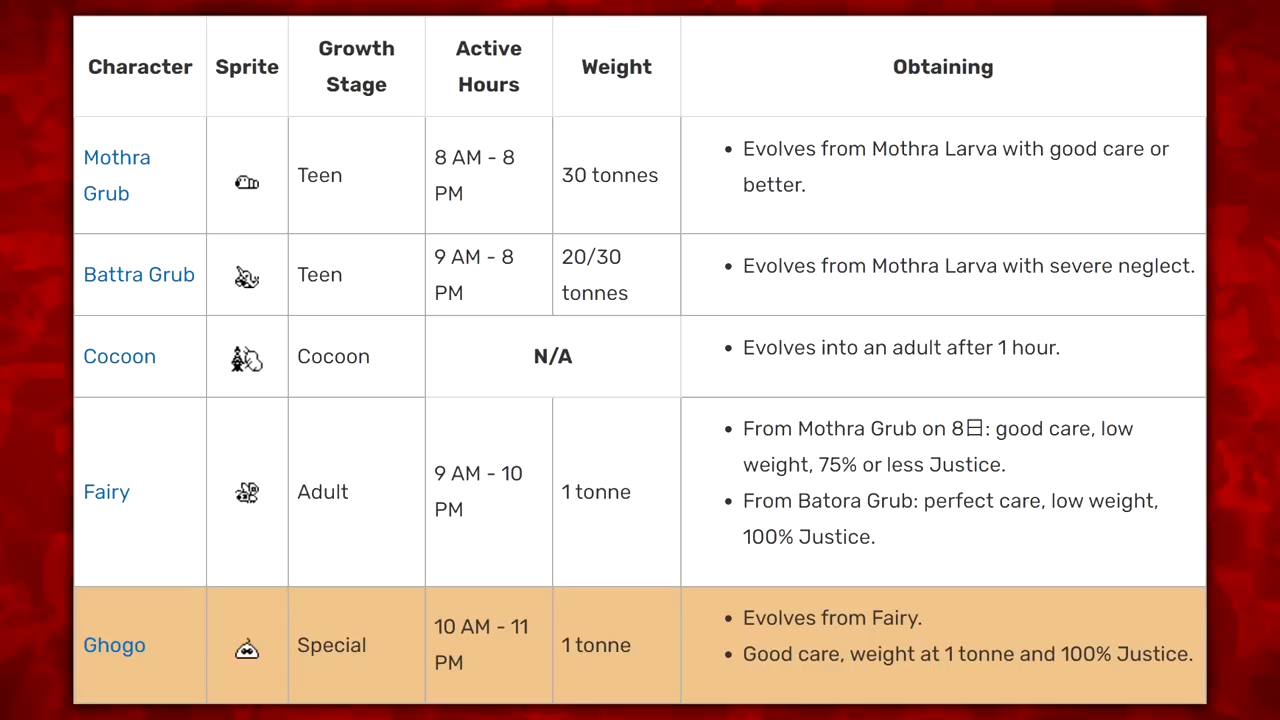 Character
Sprite
Growth
Stage
Active
Hours
Weight
Obtaining
Mothra
Grub
Teen
8 AM - 8
PM
30 tonnes
• Evolves from Mothra Larva with good care or
better.
Battra Grub
Teen
9 AM - 8
PM
20/30
tonnes
• Evolves from Mothra Larva with severe neglect.
Cocoon
Cocoon
N/A
• Evolves into an adult after 1 hour.
Fairy
Adult
9 AM - 10
PM
1 tonne
• From Mothra Grub on 8日: good care, low
weight, 75% or less Justice.
• From Batora Grub: perfect care, low weight,
100% Justice.
Ghogo
Special
10 AM - 11
PM
1 tonne
• Evolves from Fairy.
• Good care, weight at 1 tonne and 100% Justice.